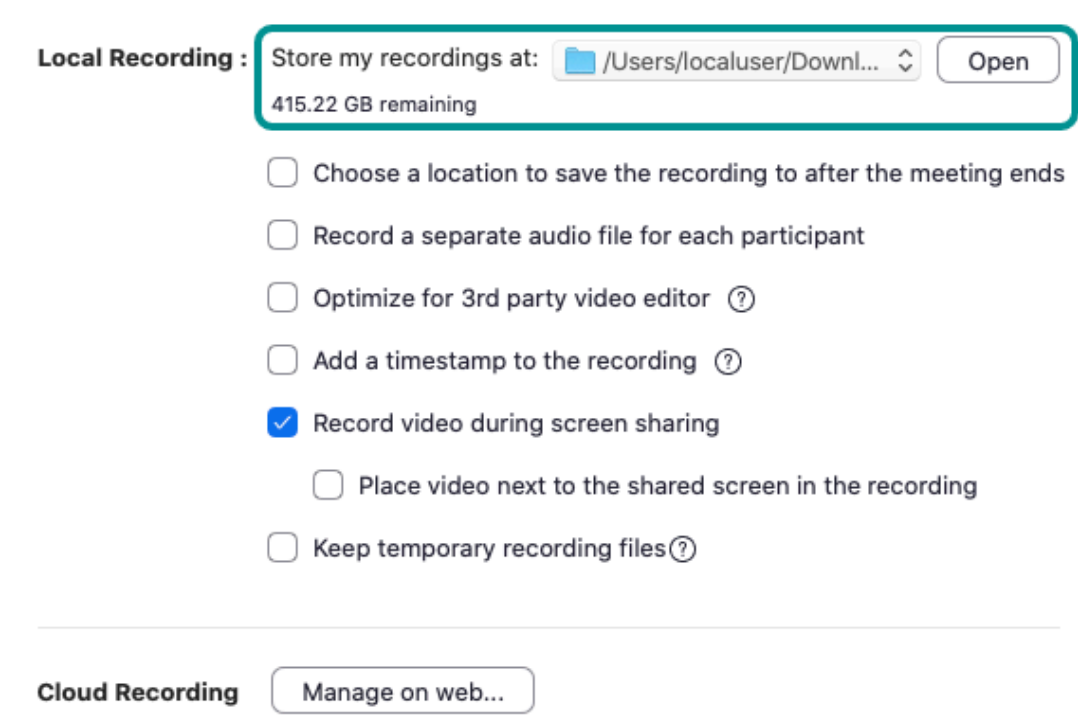 Local Recording : Store my recordings at: /Users/localuser/Downl... Open
415.22 GB remaining
Choose a location to save the recording to after the meeting ends
Record a separate audio file for each participant
Optimize for 3rd party video editor ?
Add a timestamp to the recording ?
Record video during screen sharing
Place video next to the shared screen in the recording
Keep temporary recording files ?
Cloud Recording Manage on web...